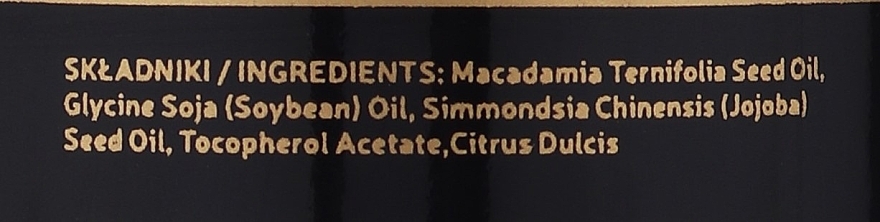 SKŁADNIKI / INGREDIENTS: Macadamia Ternifolia Seed Oil,
Glycine Soja (Soybean) Oil, Simmondsia Chinensis (Jojoba)
Seed Oil, Tocopherol Acetate,Citrus Dulcis